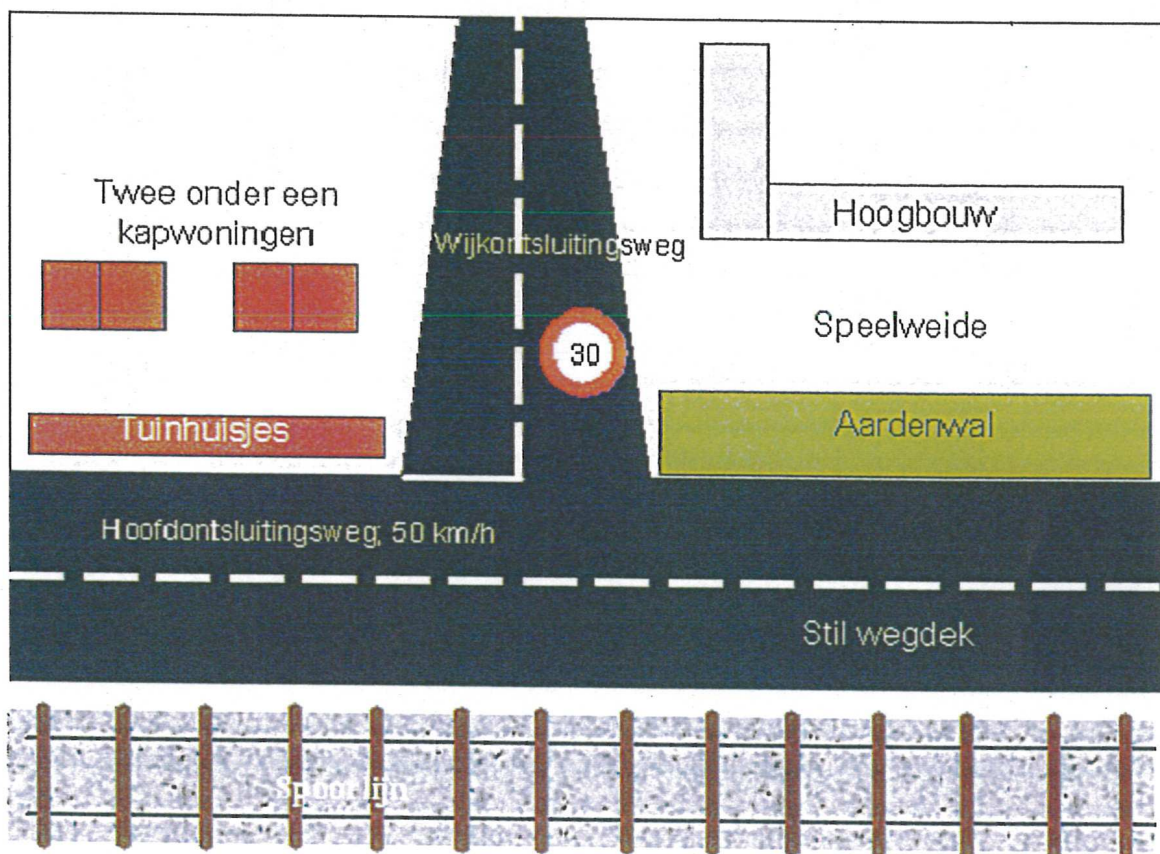 Twee onder een
kapwoningen
Wijkontsluitingsweg
Hoogbouw
30
Speelweide
Tuinhuisjes
Aardenwal
Hoofdontsluitingsweg; 50 km/h
Stil wegdek
Spoorlijn